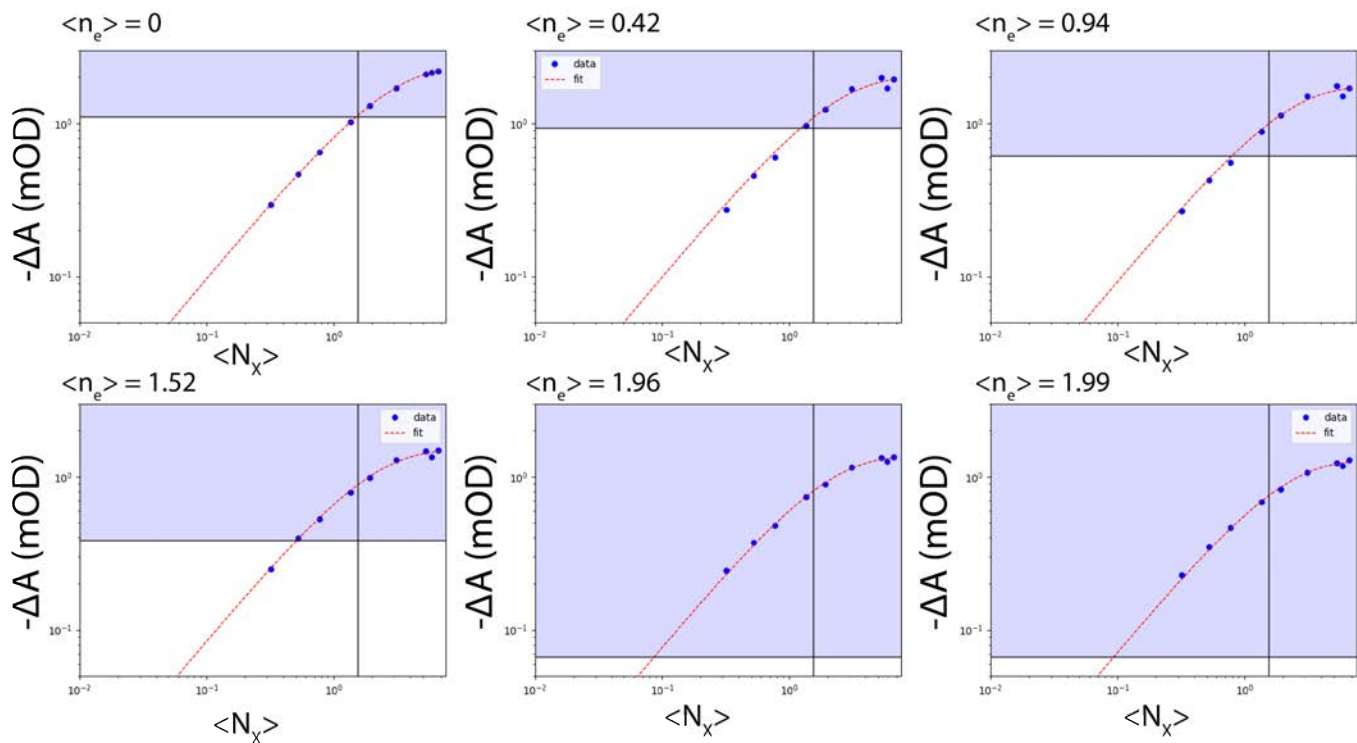 <n_e> = 0
<n_e> = 0.42
<n_e> = 0.94
-ΔA (mOD)
10^0
10^-1
10^-2
10^-1
10^0
<N_X>
-ΔA (mOD)
data
fit
10^0
10^-1
10^-2
10^-1
10^0
<N_X>
-ΔA (mOD)
10^0
10^-1
10^-2
10^-1
10^0
<N_X>
<n_e> = 1.52
<n_e> = 1.96
<n_e> = 1.99
-ΔA (mOD)
data
fit
10^0
10^-1
10^-2
10^-1
10^0
<N_X>
-ΔA (mOD)
data
fit
10^0
10^-1
10^-2
10^-1
10^0
<N_X>
-ΔA (mOD)
data
fit
10^0
10^-1
10^-2
10^-1
10^0
<N_X>